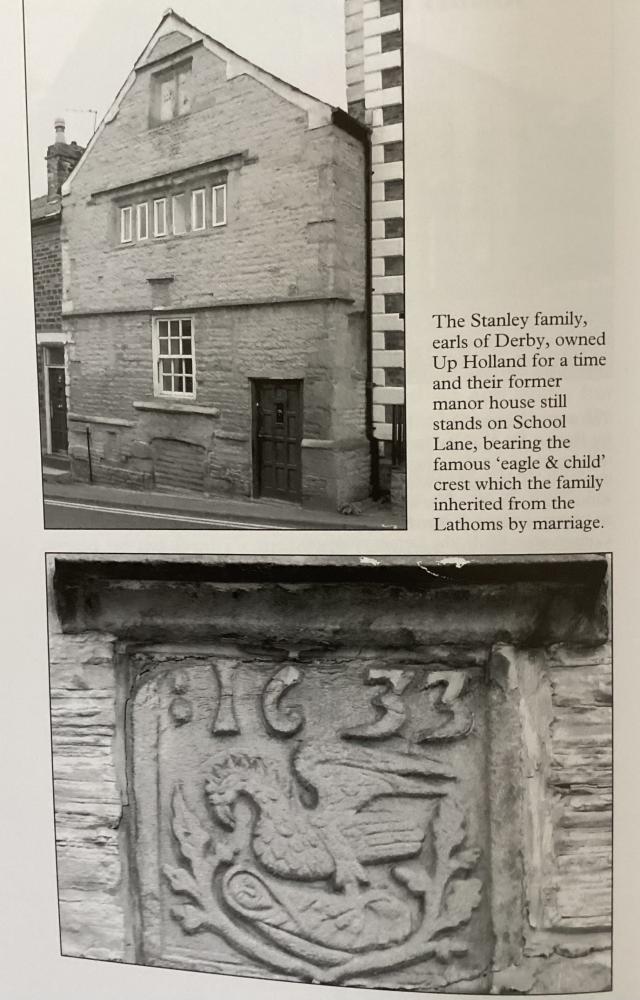 The Stanley family,
earls of Derby, owned
Up Holland for a time
and their former
manor house still
stands on School
Lane, bearing the
famous ‘eagle & child’
crest which the family
inherited from the
Lathoms by marriage.
:1633